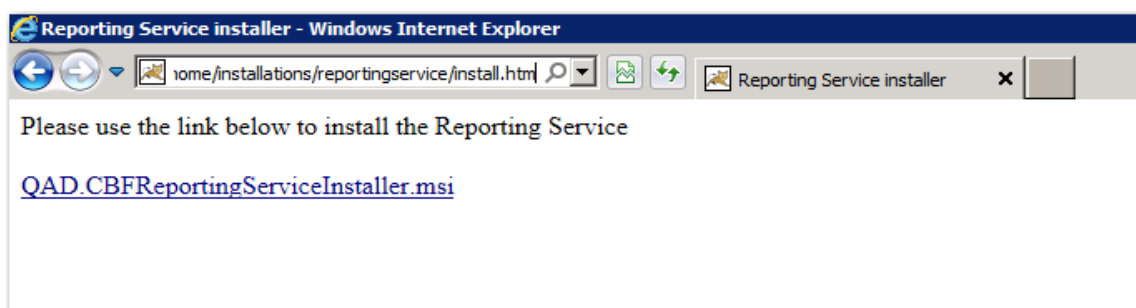 Reporting Service installer - Windows Internet Explorer
ome/installations/reportingservice/install.htm
Reporting Service installer
Please use the link below to install the Reporting Service
QAD.CBFReportingServiceInstaller.msi